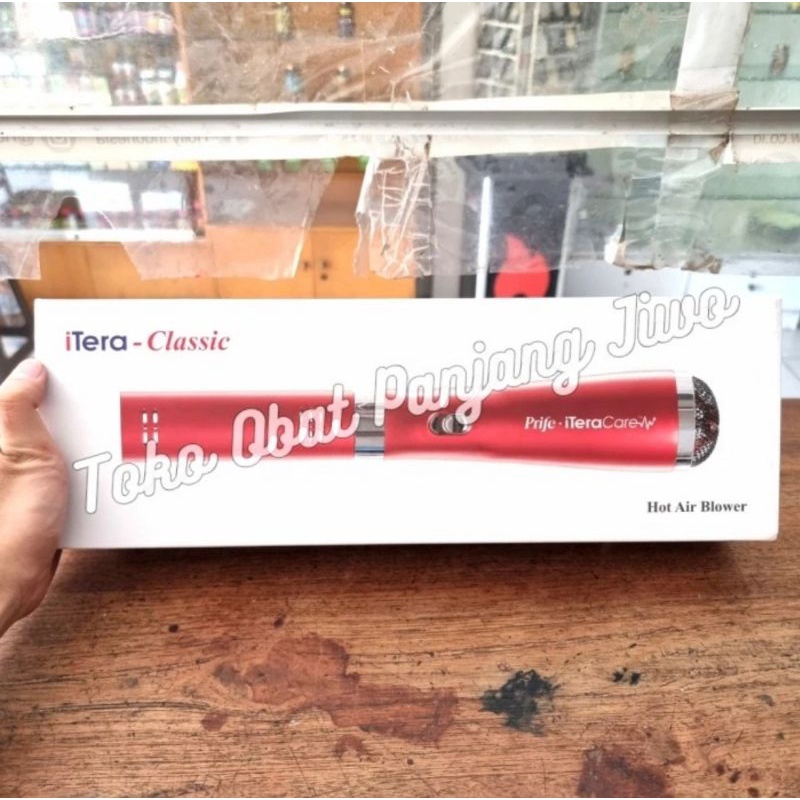 iTera - Classic
Toko Obat Panjang Jiwo
Prife · iTeraCare
Hot Air Blower